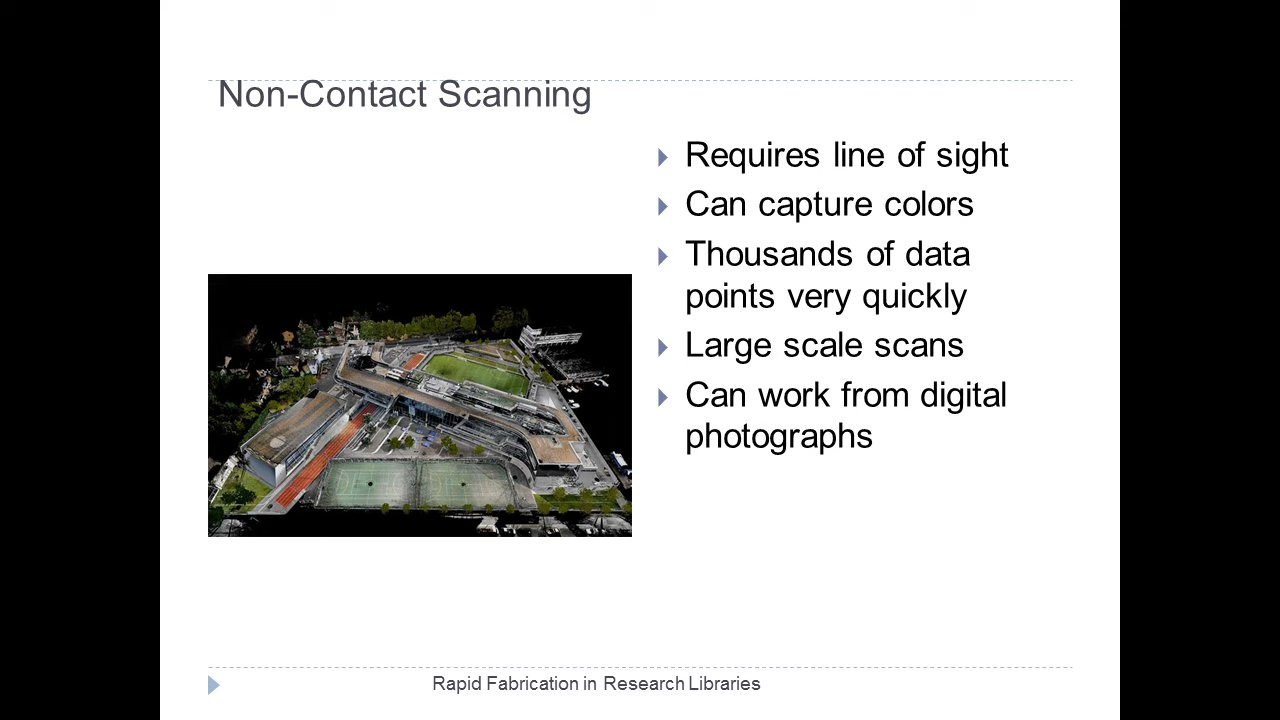 Non-Contact Scanning
Requires line of sight
Can capture colors
Thousands of data
points very quickly
Large scale scans
Can work from digital
photographs
Rapid Fabrication in Research Libraries